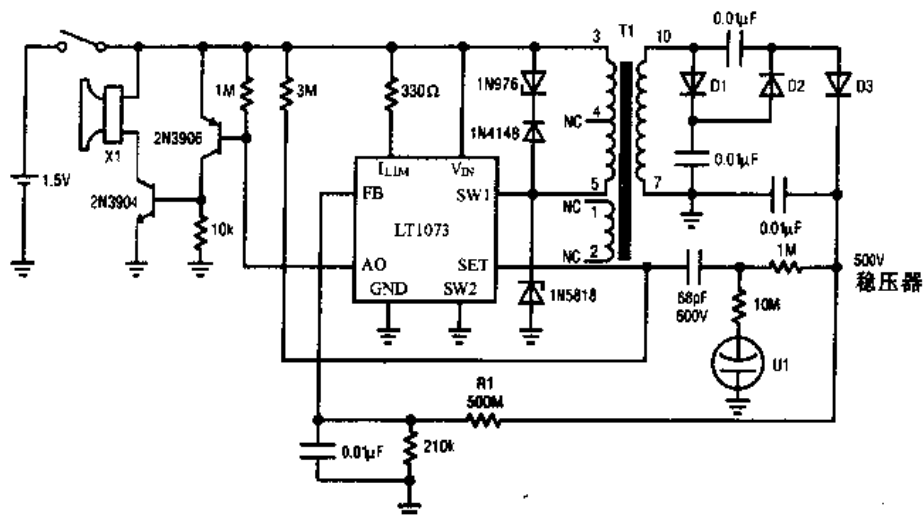 0.01µF
3
T1
10
1M
3M
330Ω
1N976
D1
D2
D3
2N3906
NC
4
1N4148
X1
0.01µF
ILIM
VIN
1.5V
FB
SW1
5
7
2N3904
NC
1
0.01µF
10k
LT1073
1M
500V
稳压器
AO
SET
NC
2
GND
SW2
1N5818
68pF
600V
10M
U1
R1
500M
0.01µF
210k